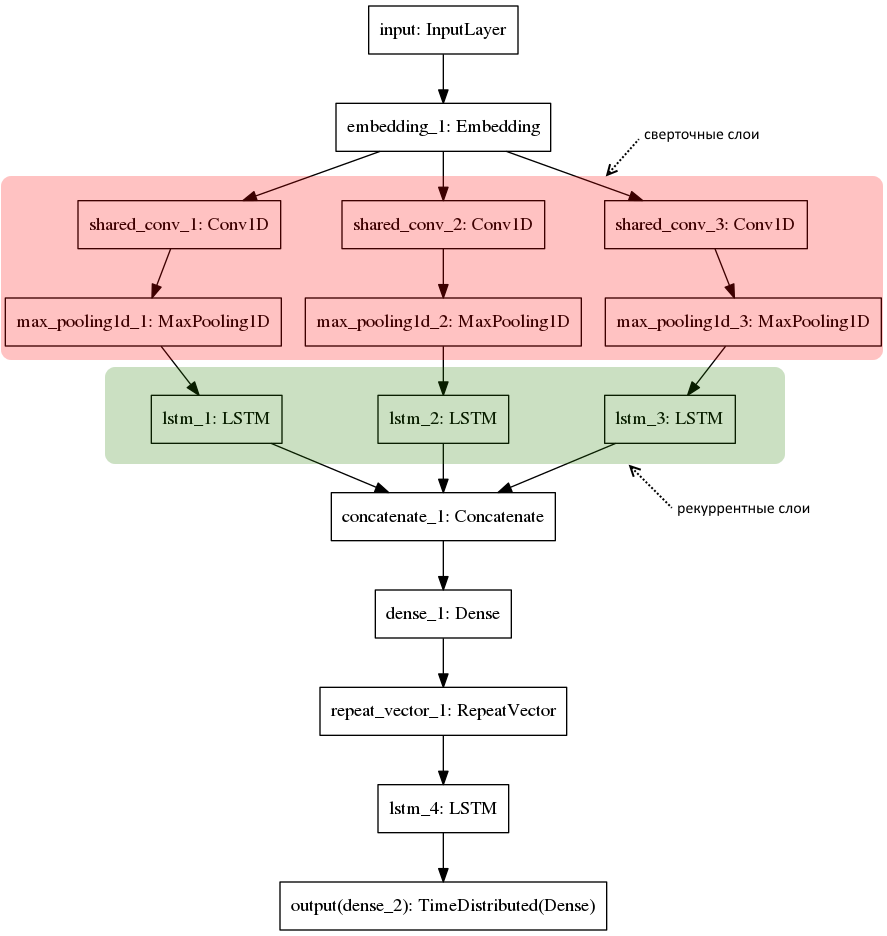 input: InputLayer
embedding_1: Embedding
сверточные слои
shared_conv_1: Conv1D
shared_conv_2: Conv1D
shared_conv_3: Conv1D
max_pooling1d_1: MaxPooling1D
max_pooling1d_2: MaxPooling1D
max_pooling1d_3: MaxPooling1D
lstm_1: LSTM
lstm_2: LSTM
lstm_3: LSTM
рекуррентные слои
concatenate_1: Concatenate
dense_1: Dense
repeat_vector_1: RepeatVector
lstm_4: LSTM
output(dense_2): TimeDistributed(Dense)